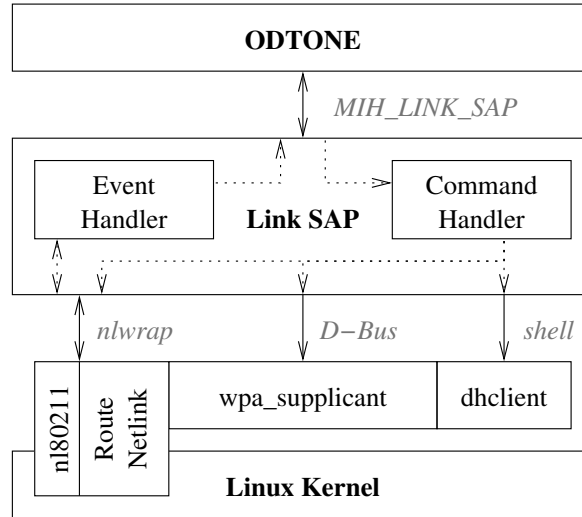 ODTONE
MIH_LINK_SAP
Event
Handler
Command
Handler
Link SAP
nlwrap
D−Bus
shell
nl80211
Route
Netlink
wpa_supplicant
dhclient
Linux Kernel